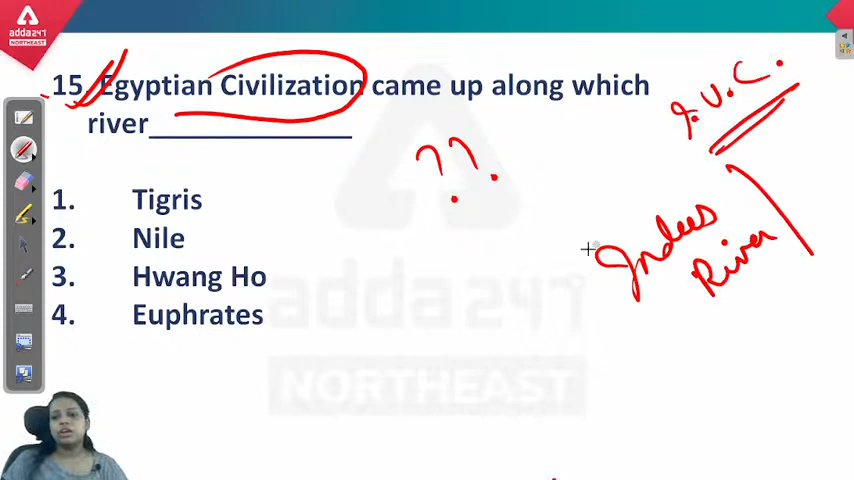 adda247
NORTHEAST
15. Egyptian Civilization came up along which
river______________
1. Tigris
2. Nile
3. Hwang Ho
4. Euphrates
??
I.V.C.
Indus
River
adda247
NORTHEAST